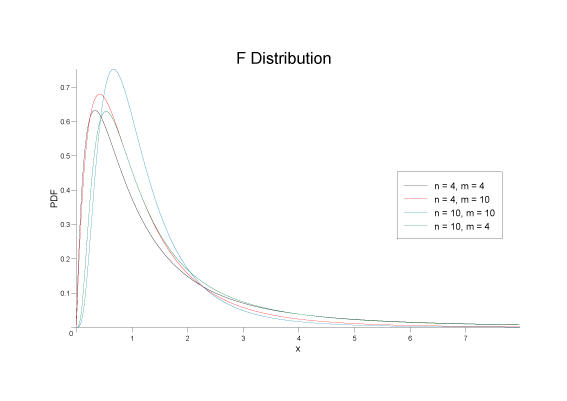 F Distribution
0.7
0.6
0.5
0.4
0.3
0.2
0.1
0
PDF
1 2 3 4 5 6 7
x
n = 4, m = 4
n = 4, m = 10
n = 10, m = 10
n = 10, m = 4